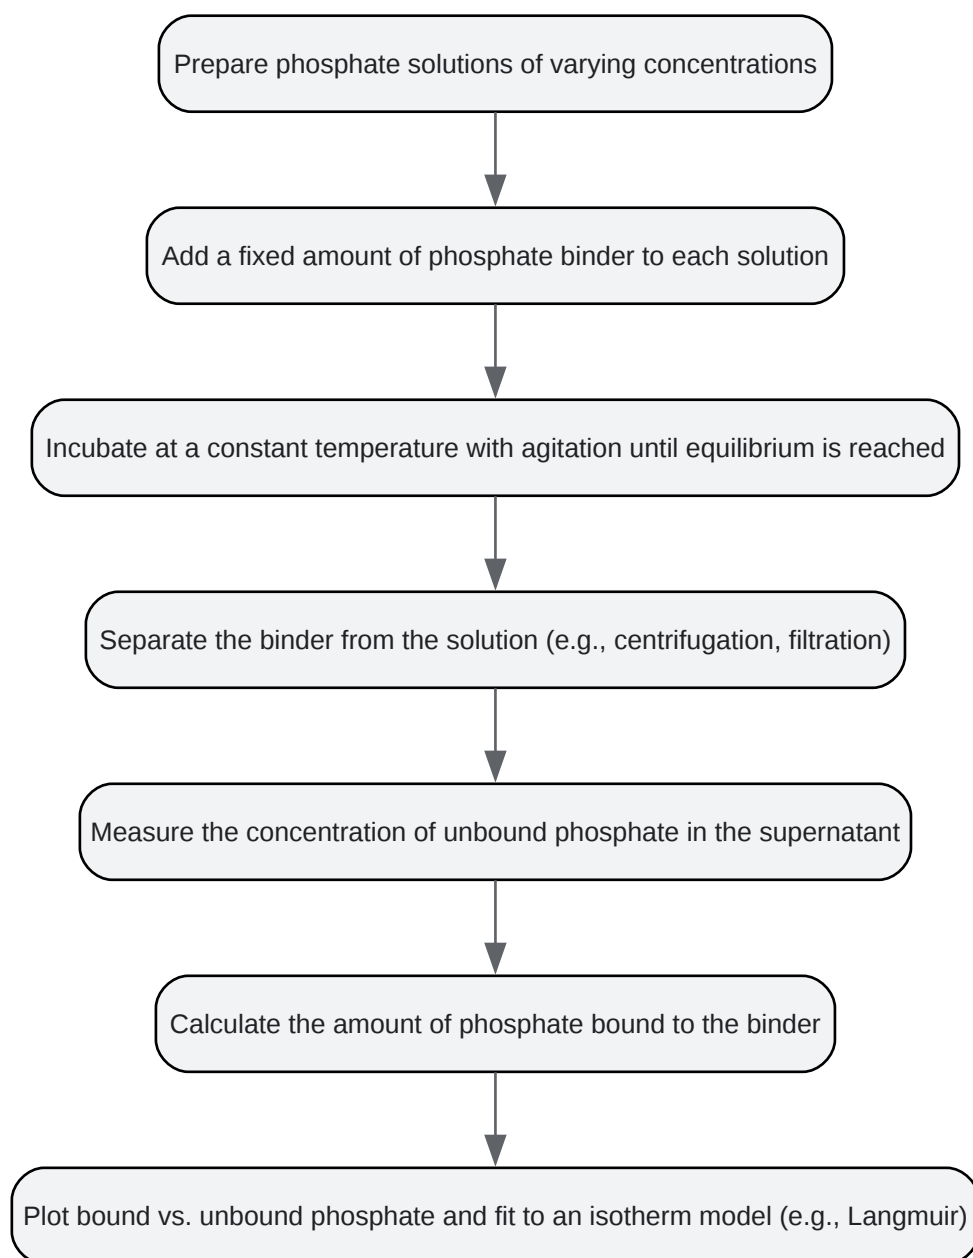 Prepare phosphate solutions of varying concentrations
Add a fixed amount of phosphate binder to each solution
Incubate at a constant temperature with agitation until equilibrium is reached
Separate the binder from the solution (e.g., centrifugation, filtration)
Measure the concentration of unbound phosphate in the supernatant
Calculate the amount of phosphate bound to the binder
Plot bound vs. unbound phosphate and fit to an isotherm model (e.g., Langmuir)